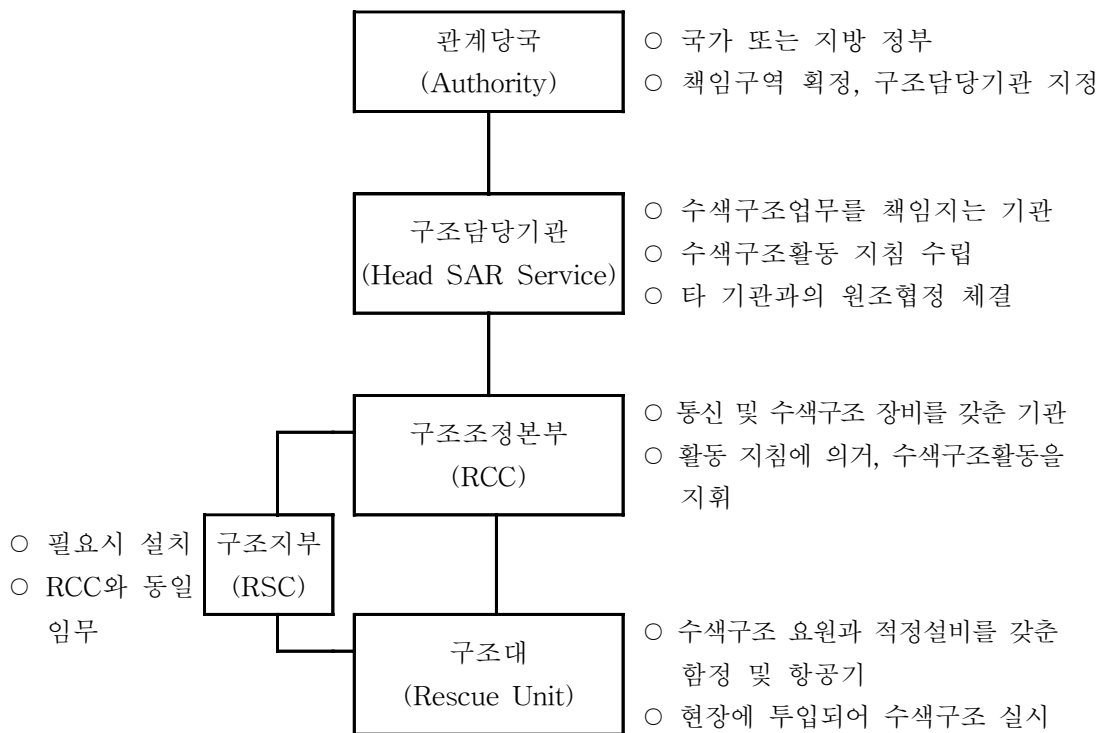 관계당국
(Authority)
○ 국가 또는 지방 정부
○ 책임구역 획정, 구조담당기관 지정
구조담당기관
(Head SAR Service)
○ 수색구조업무를 책임지는 기관
○ 수색구조활동 지침 수립
○ 타 기관과의 원조협정 체결
구조조정본부
(RCC)
○ 통신 및 수색구조 장비를 갖춘 기관
○ 활동 지침에 의거, 수색구조활동을
지휘
○ 필요시 설치
○ RCC와 동일
임무
구조지부
(RSC)
구조대
(Rescue Unit)
○ 수색구조 요원과 적정설비를 갖춘
함정 및 항공기
○ 현장에 투입되어 수색구조 실시